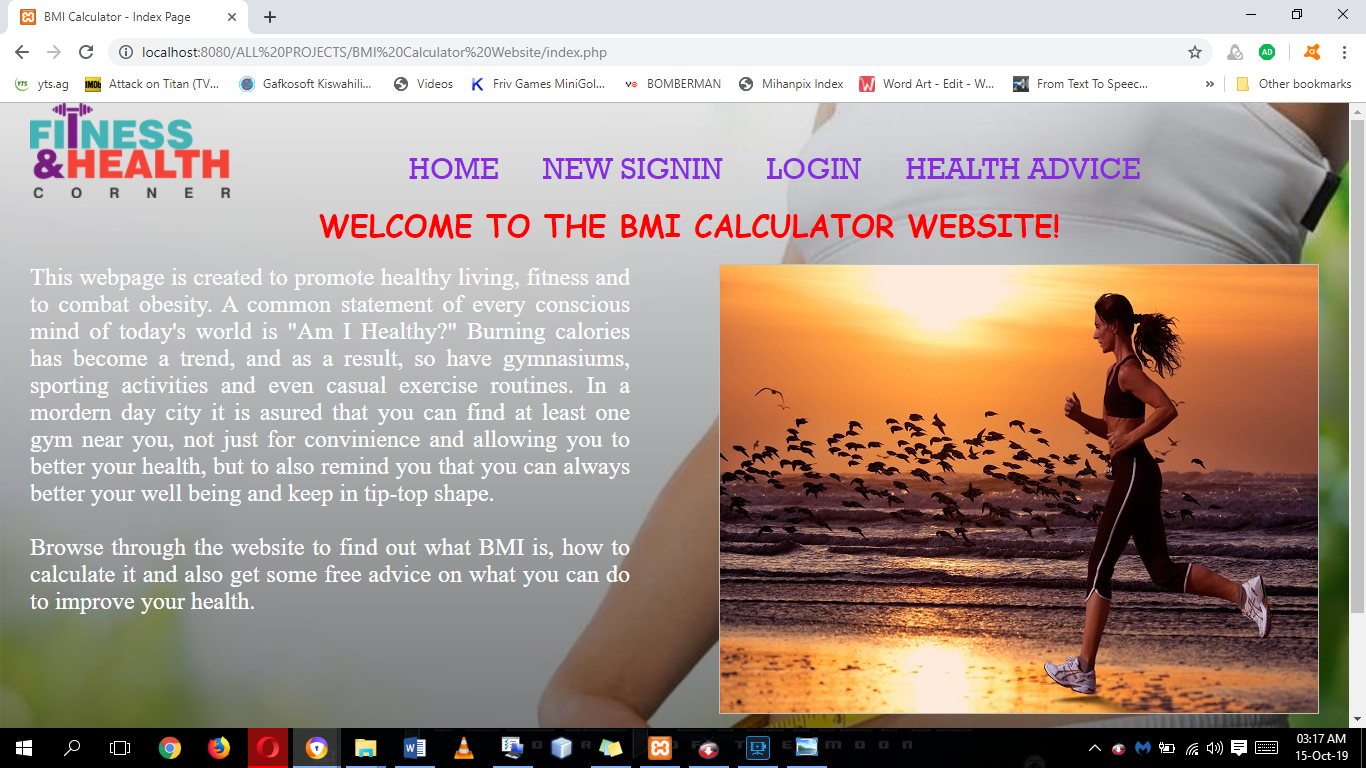 BMI Calculator - Index Page
localhost:8080/ALL%20PROJECTS/BMI%20Calculator%20Website/index.php
AD
YTS yts.ag
IMDb Attack on Titan (TV...
Gafkosoft Kiswahili...
Videos
K Friv Games MiniGol...
BOMBERMAN
Mihanpix Index
W Word Art - Edit - W...
From Text To Speec...
»
Other bookmarks
FITNESS
&HEALTH
CORNER
HOME NEW SIGNIN LOGIN HEALTH ADVICE
WELCOME TO THE BMI CALCULATOR WEBSITE!
This webpage is created to promote healthy living, fitness and
to combat obesity. A common statement of every conscious
mind of today's world is "Am I Healthy?" Burning calories
has become a trend, and as a result, so have gymnasiums,
sporting activities and even casual exercise routines. In a
mordern day city it is asured that you can find at least one
gym near you, not just for convinience and allowing you to
better your health, but to also remind you that you can always
better your well being and keep in tip-top shape.
Browse through the website to find out what BMI is, how to
calculate it and also get some free advice on what you can do
to improve your health.
03:17 AM
15-Oct-19